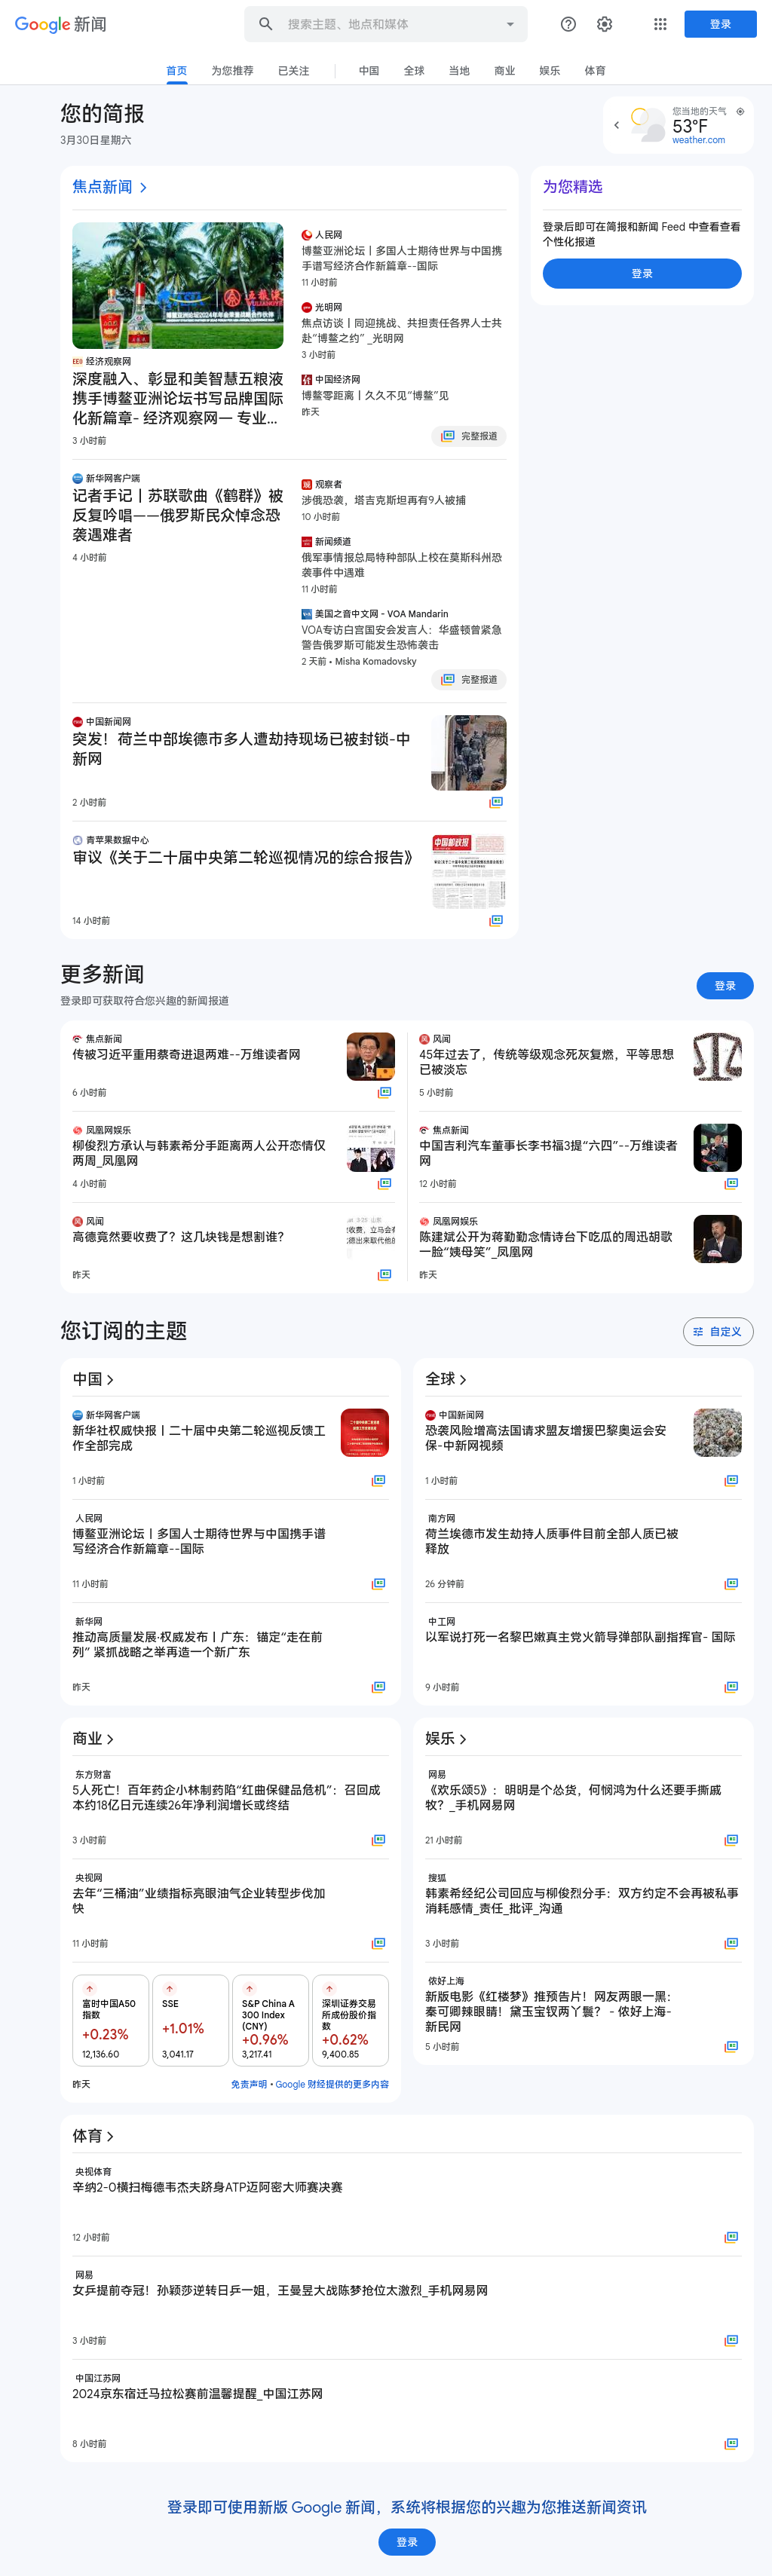 Google 新闻
搜索主题、地点和媒体
登录
首页
为您推荐
已关注
中国
全球
当地
商业
娱乐
体育
您的简报
3月30日星期六
您当地的天气
53°F
weather.com
焦点新闻
经济观察网
深度融入、彰显和美智慧五粮液
携手博鳌亚洲论坛书写品牌国际
化新篇章- 经济观察网一 专业...
3 小时前
人民网
博鳌亚洲论坛丨多国人士期待世界与中国携
手谱写经济合作新篇章--国际
11 小时前
光明网
焦点访谈丨同迎挑战、共担责任各界人士共
赴“博鳌之约” _光明网
3 小时前
中国经济网
博鳌零距离丨久久不见“博鳌”见
昨天
完整报道
新华网客户端
记者手记丨苏联歌曲《鹤群》被
反复吟唱——俄罗斯民众悼念恐
袭遇难者
4 小时前
观察者
涉俄恐袭，塔吉克斯坦再有9人被捕
10 小时前
新闻频道
俄军事情报总局特种部队上校在莫斯科州恐
袭事件中遇难
11 小时前
美国之音中文网 - VOA Mandarin
VOA专访白宫国安会发言人：华盛顿曾紧急
警告俄罗斯可能发生恐怖袭击
2 天前 • Misha Komadovsky
完整报道
中国新闻网
突发！荷兰中部埃德市多人遭劫持现场已被封锁-中
新网
2 小时前
青苹果数据中心
审议《关于二十届中央第二轮巡视情况的综合报告》
中国邮政报
14 小时前
为您精选
登录后即可在简报和新闻 Feed 中查看查看
个性化报道
登录
更多新闻
登录即可获取符合您兴趣的新闻报道
登录
焦点新闻
传被习近平重用蔡奇进退两难--万维读者网
6 小时前
凤凰网娱乐
柳俊烈方承认与韩素希分手距离两人公开恋情仅
两周_凤凰网
4 小时前
风闻
高德竟然要收费了？这几块钱是想割谁？
昨天
风闻
45年过去了，传统等级观念死灰复燃，平等思想
已被淡忘
5 小时前
焦点新闻
中国吉利汽车董事长李书福3提“六四”--万维读者
网
12 小时前
凤凰网娱乐
陈建斌公开为蒋勤勤念情诗台下吃瓜的周迅胡歌
一脸“姨母笑”_凤凰网
昨天
您订阅的主题
自定义
中国
新华网客户端
新华社权威快报丨二十届中央第二轮巡视反馈工
作全部完成
1 小时前
人民网
博鳌亚洲论坛丨多国人士期待世界与中国携手谱
写经济合作新篇章--国际
11 小时前
新华网
推动高质量发展·权威发布丨广东：锚定“走在前
列” 紧抓战略之举再造一个新广东
昨天
全球
中国新闻网
恐袭风险增高法国请求盟友增援巴黎奥运会安
保-中新网视频
1 小时前
南方网
荷兰埃德市发生劫持人质事件目前全部人质已被
释放
26 分钟前
中工网
以军说打死一名黎巴嫩真主党火箭导弹部队副指挥官- 国际
9 小时前
商业
东方财富
5人死亡！百年药企小林制药陷“红曲保健品危机”：召回成
本约18亿日元连续26年净利润增长或终结
3 小时前
央视网
去年“三桶油”业绩指标亮眼油气企业转型步伐加
快
11 小时前
富时中国A50
指数
+0.23%
12,136.60
SSE
+1.01%
3,041.17
S&P China A
300 Index
(CNY)
+0.96%
3,217.41
深圳证券交易
所成份股价指
数
+0.62%
9,400.85
昨天
免责声明 • Google 财经提供的更多内容
娱乐
网易
《欢乐颂5》：明明是个怂货，何悯鸿为什么还要手撕戚
牧？_手机网易网
21 小时前
搜狐
韩素希经纪公司回应与柳俊烈分手：双方约定不会再被私事
消耗感情_责任_批评_沟通
3 小时前
侬好上海
新版电影《红楼梦》推预告片！网友两眼一黑：
秦可卿辣眼睛！黛玉宝钗两丫鬟？ - 侬好上海-
新民网
5 小时前
体育
央视体育
辛纳2-0横扫梅德韦杰夫跻身ATP迈阿密大师赛决赛
12 小时前
网易
女乒提前夺冠！孙颖莎逆转日乒一姐，王曼昱大战陈梦抢位太激烈_手机网易网
3 小时前
中国江苏网
2024京东宿迁马拉松赛前温馨提醒_中国江苏网
8 小时前
登录即可使用新版 Google 新闻，系统将根据您的兴趣为您推送新闻资讯
登录